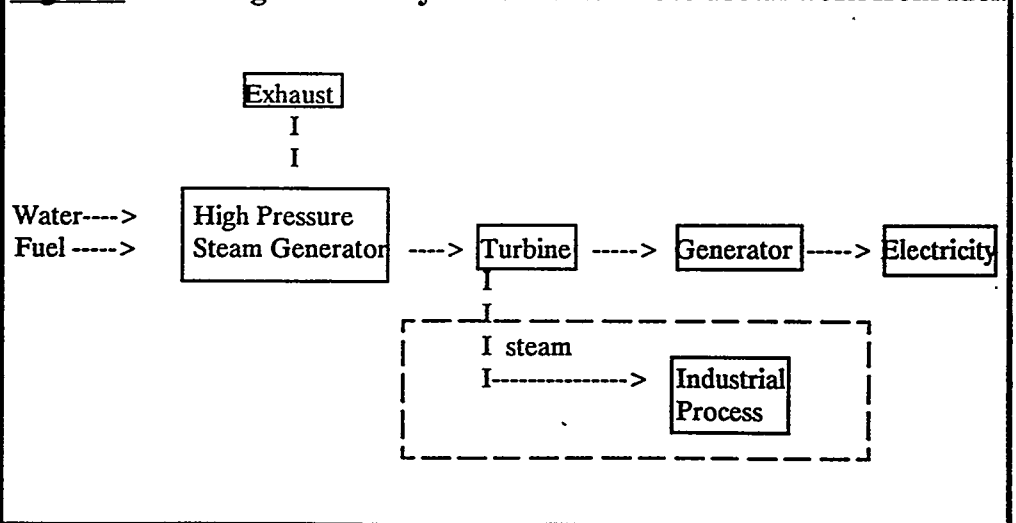 Exhaust
I
I
Water---->
Fuel ----->
High Pressure
Steam Generator
---->
Turbine
----->
Generator
----->
Electricity
I
I
I steam
I--------------->
Industrial
Process